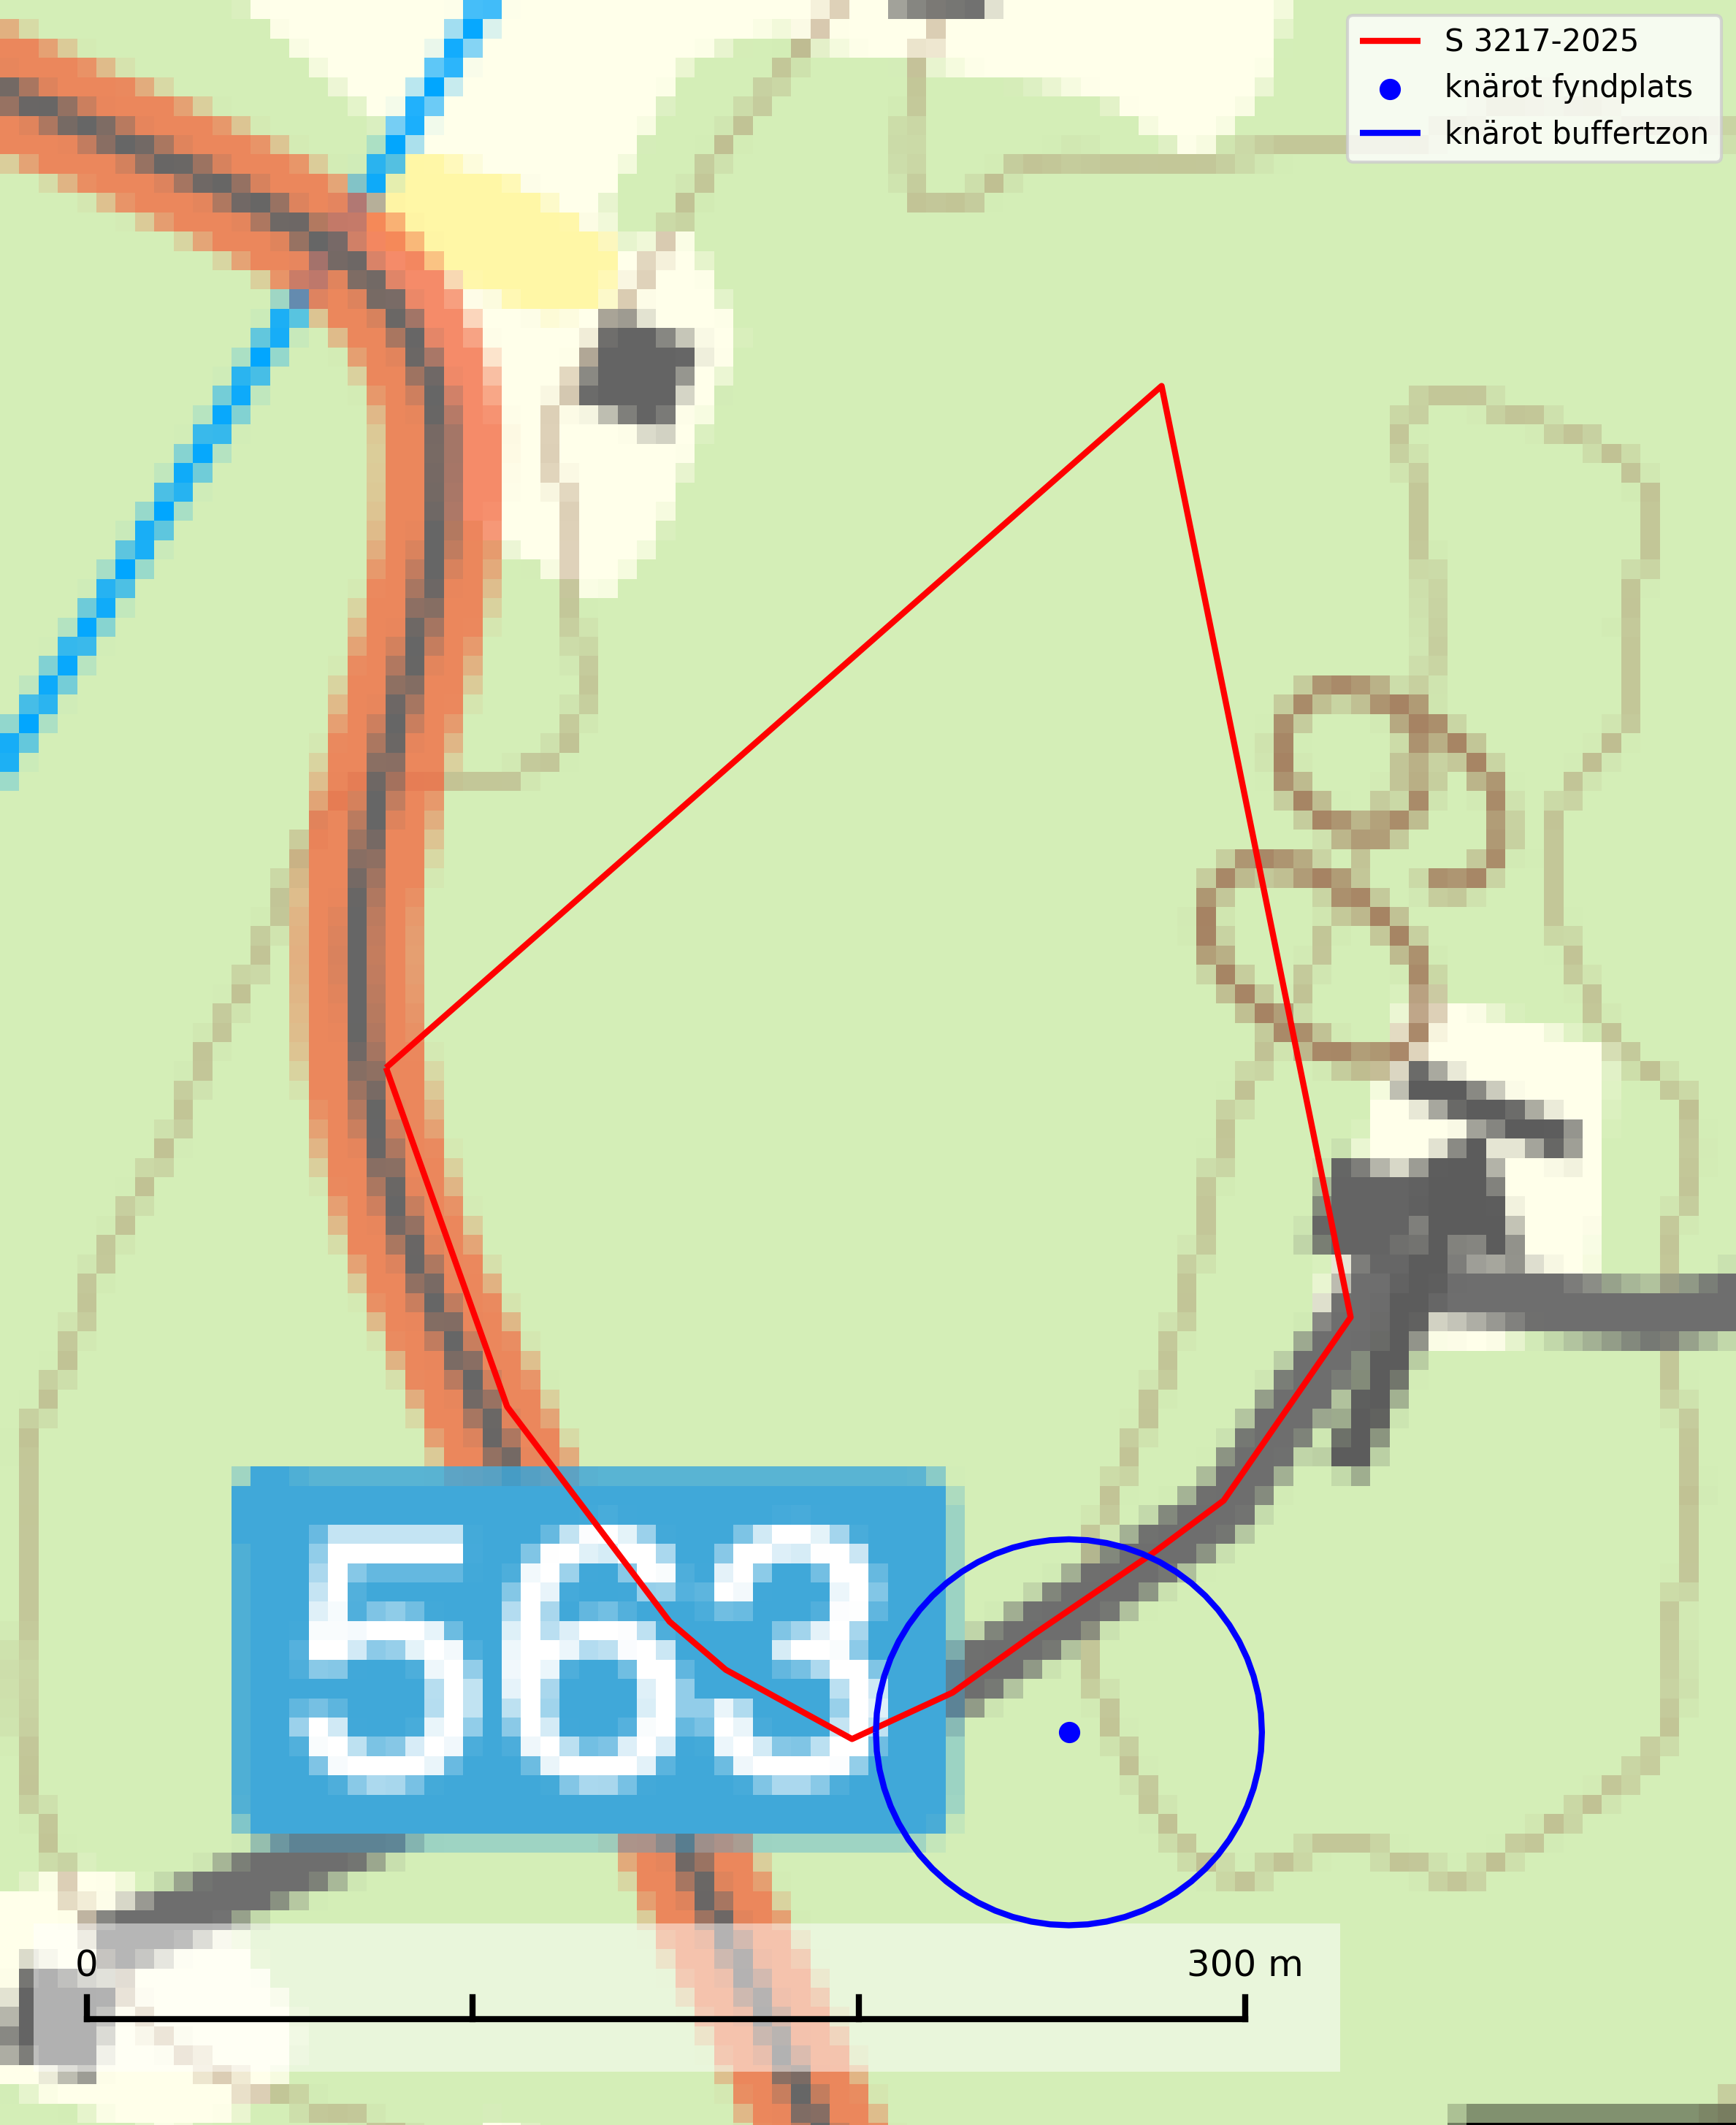 S 3217-2025
knärot fyndplats
knärot buffertzon
563
0 300 m